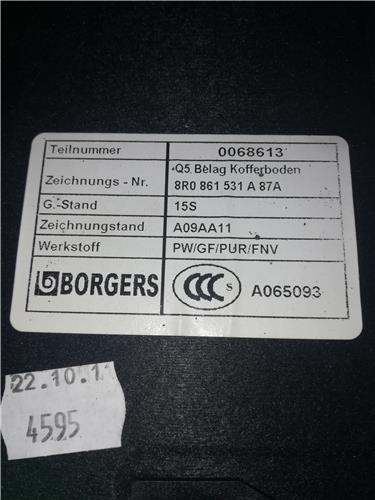 Teilnummer 0068613
Zeichnungs - Nr. Q5 Belag Kofferboden
8R0 861 531 A 87A
G.-Stand 15S
Zeichnungstand A09AA11
Werkstoff PW/GF/PUR/FNV
BORGERS CCC S A065093
22.10.1
4595